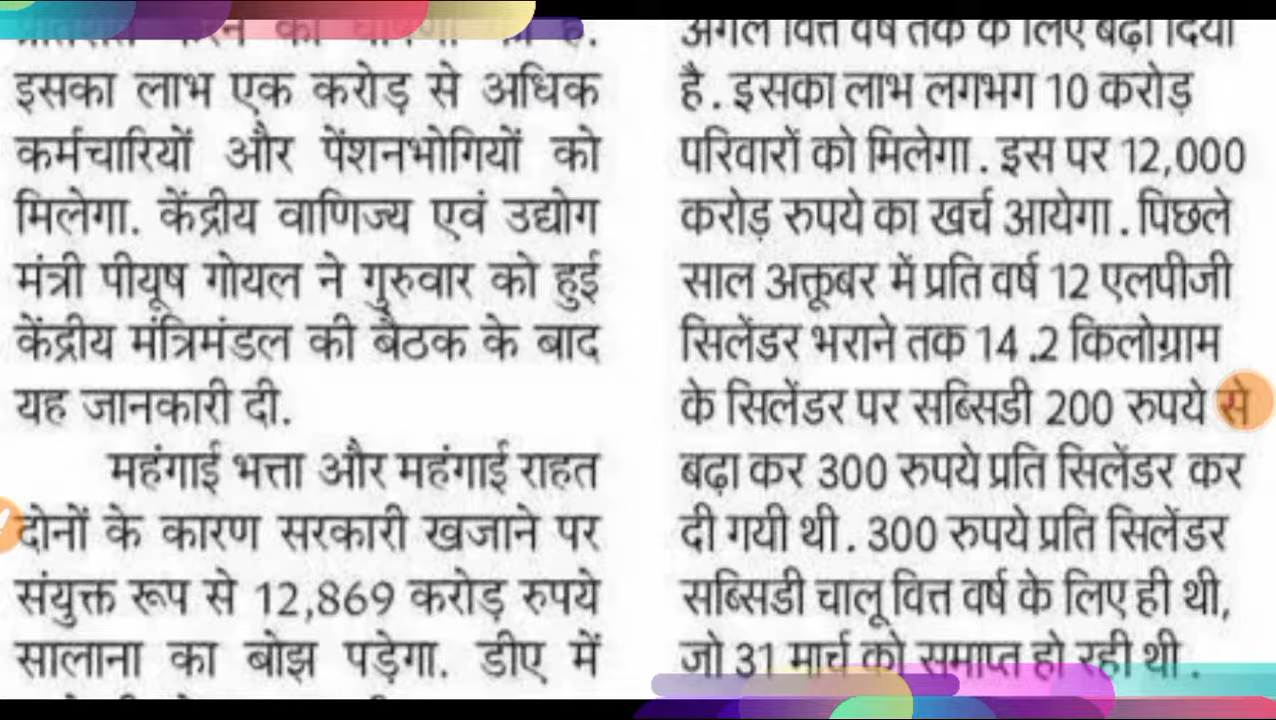 इसका लाभ एक करोड़ से अधिक
कर्मचारियों और पेंशनभोगियों को
मिलेगा. केंद्रीय वाणिज्य एवं उद्योग
मंत्री पीयूष गोयल ने गुरुवार को हुई
केंद्रीय मंत्रिमंडल की बैठक के बाद
यह जानकारी दी.
महंगाई भत्ता और महंगाई राहत
दोनों के कारण सरकारी खजाने पर
संयुक्त रूप से 12,869 करोड़ रुपये
सालाना का बोझ पड़ेगा. डीए में
अगले वित्त वर्ष तक के लिए बढ़ा दिया
है. इसका लाभ लगभग 10 करोड़
परिवारों को मिलेगा. इस पर 12,000
करोड़ रुपये का खर्च आयेगा. पिछले
साल अक्तूबर में प्रति वर्ष 12 एलपीजी
सिलेंडर भराने तक 14.2 किलोग्राम
के सिलेंडर पर सब्सिडी 200 रुपये से
बढ़ा कर 300 रुपये प्रति सिलेंडर कर
दी गयी थी. 300 रुपये प्रति सिलेंडर
सब्सिडी चालू वित्त वर्ष के लिए ही थी,
जो 31 मार्च को समाप्त हो रही थी.